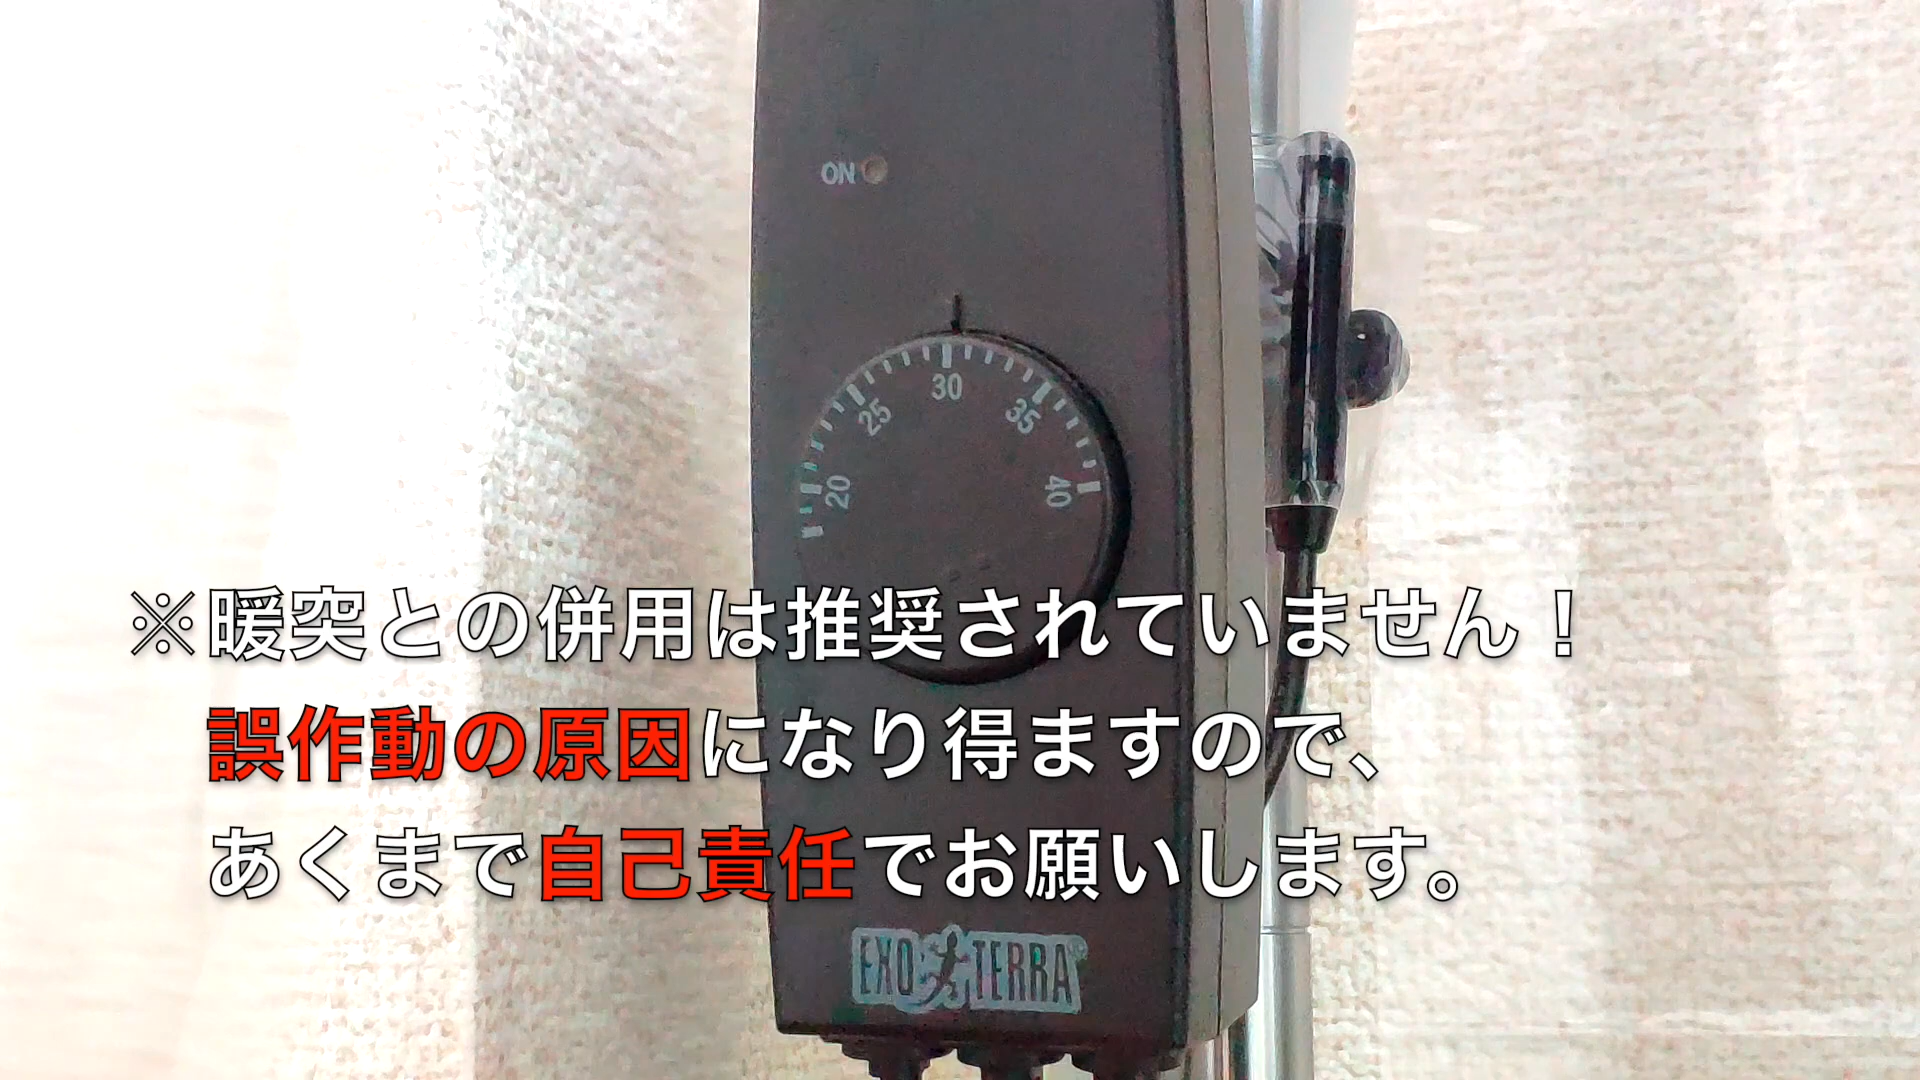 ON
20 25 30 35 40
※暖突との併用は推奨されていません！
誤作動の原因になり得ますので、
あくまで自己責任でお願いします。
EXO TERRA®